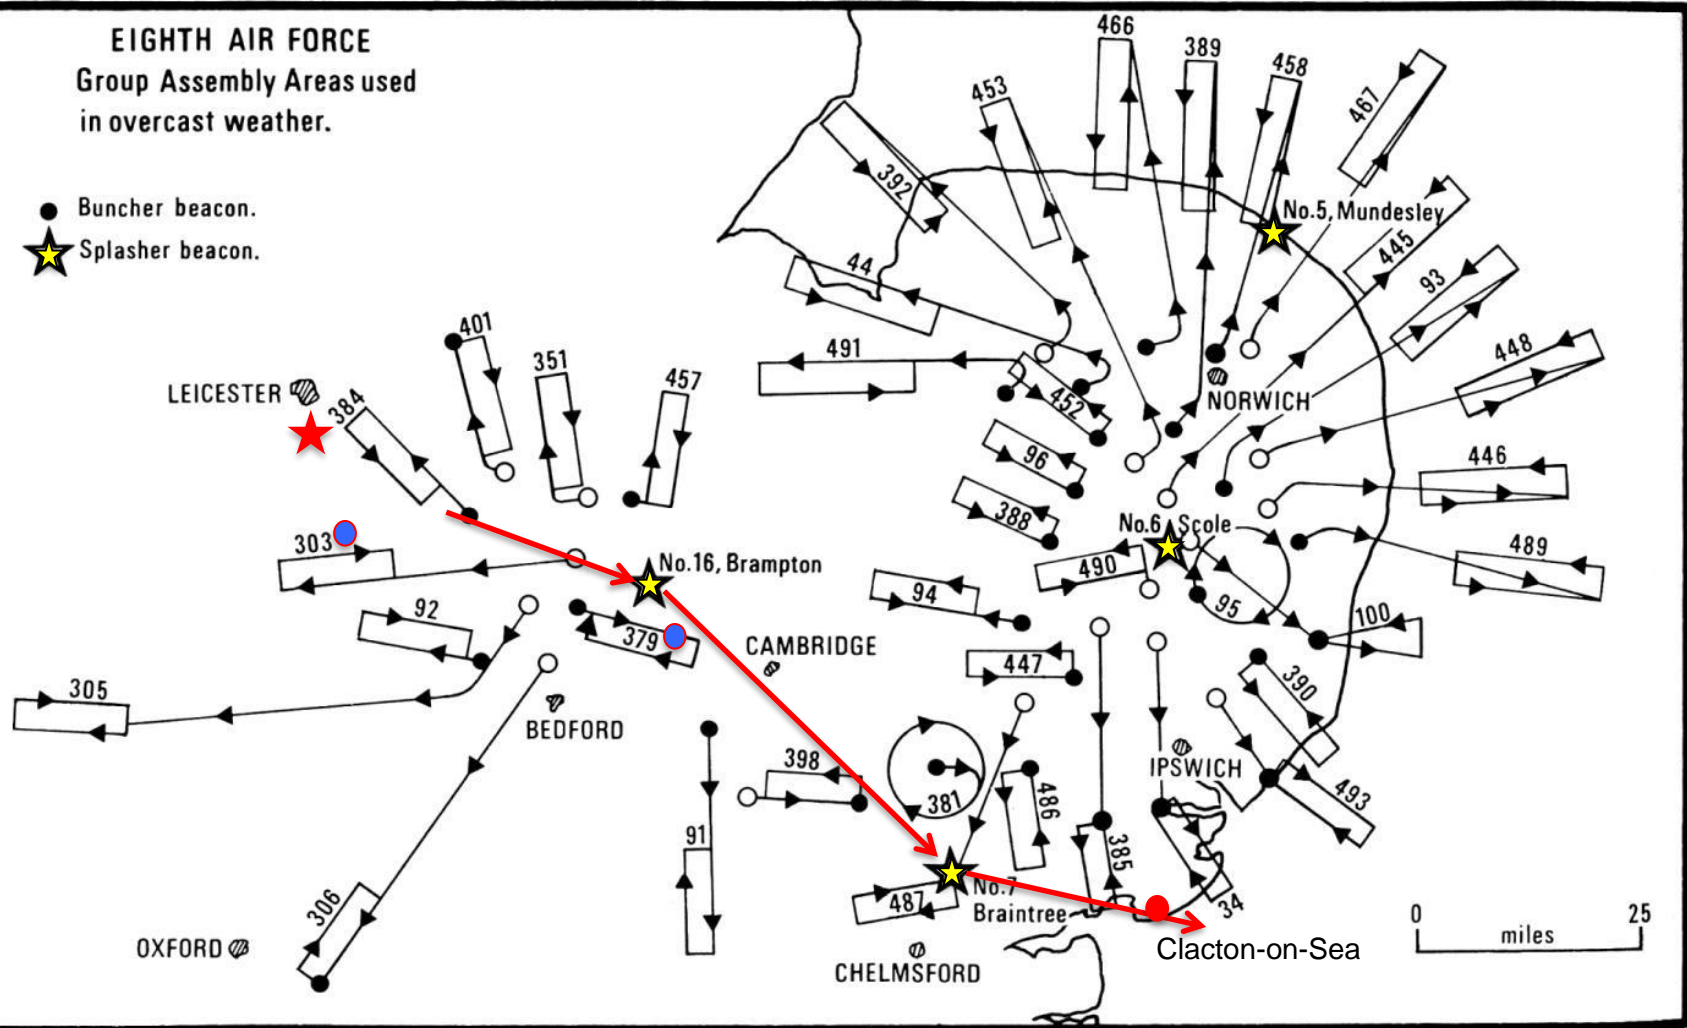 EIGHTH AIR FORCE
Group Assembly Areas used
in overcast weather.
Buncher beacon.
Splasher beacon.
466
389
458
467
453
392
No.5, Mundesley
445
44
93
401
491
448
351
457
LEICESTER
384
452
NORWICH
96
446
388
No.6 Scole
303
No.16, Brampton
490
489
94
92
95
100
379
CAMBRIDGE
447
305
390
BEDFORD
398
IPSWICH
381
486
493
91
385
No.7
Braintree
487
34
306
0 25
miles
OXFORD
Clacton-on-Sea
CHELMSFORD